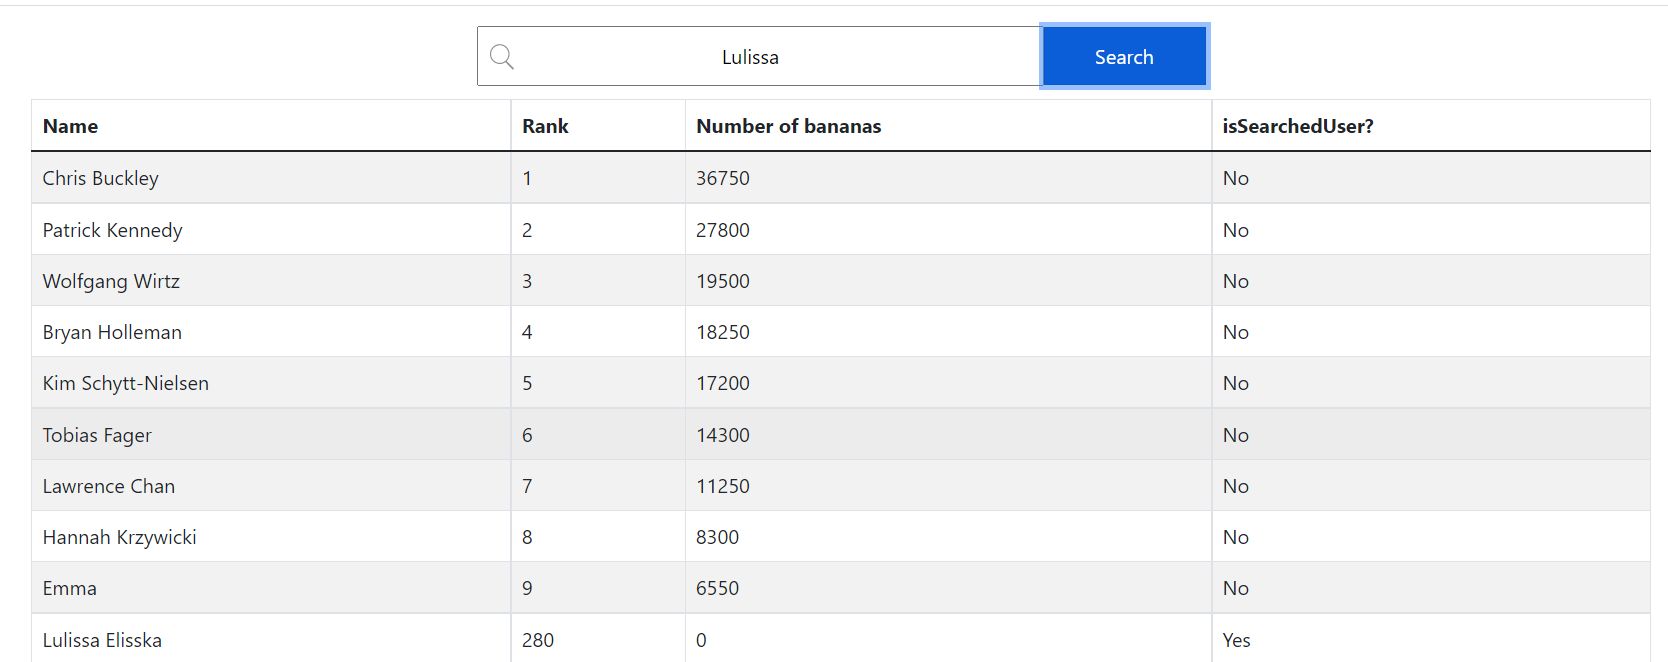 Lulissa Search
Name Rank Number of bananas isSearchedUser?
Chris Buckley 1 36750 No
Patrick Kennedy 2 27800 No
Wolfgang Wirtz 3 19500 No
Bryan Holleman 4 18250 No
Kim Schytt-Nielsen 5 17200 No
Tobias Fager 6 14300 No
Lawrence Chan 7 11250 No
Hannah Krzywicki 8 8300 No
Emma 9 6550 No
Lulissa Elisska 280 0 Yes